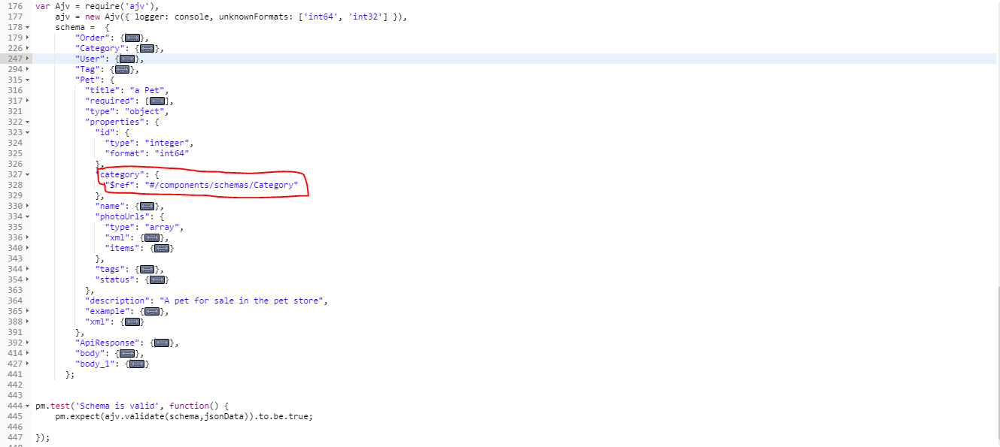 176 var Ajv = require('ajv'),
177 ajv = new Ajv({ logger: console, unknownFormats: ['int64', 'int32'] }),
178 schema = {
179 "Order": {},
226 "Category": {},
247 "User": {},
294 "Tag": {},
315 "Pet": {
316 "title": "a Pet",
317 "required": [],
321 "type": "object",
322 "properties": {
323 "id": {
324 "type": "integer",
325 "format": "int64"
326 },
327 "category": {
328 "$ref": "#/components/schemas/Category"
329 },
330 "name": {},
334 "photoUrls": {
335 "type": "array",
336 "xml": {},
340 "items": {}
343 },
344 "tags": {},
354 "status": {}
363 },
364 "description": "A pet for sale in the pet store",
365 "example": {},
388 "xml": {}
391 },
392 "ApiResponse": {},
414 "body": {},
427 "body_1": {}
441 };
442
443
444 pm.test('Schema is valid', function() {
445 pm.expect(ajv.validate(schema,jsonData)).to.be.true;
446
447 });